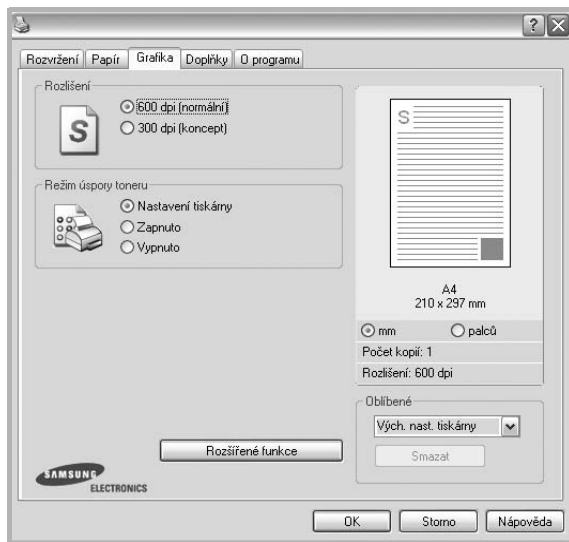 Rozvržení Papír Grafika Doplňky O programu
Rozlišení
S
600 dpi (normální)
300 dpi (koncept)
Režim úspory toneru
Nastavení tiskárny
Zapnuto
Vypnuto
S
A4
210 x 297 mm
mm palců
Počet kopií: 1
Rozlišení: 600 dpi
Oblíbené
Vých. nast. tiskárny
Smazat
Rozšířené funkce
SAMSUNG
ELECTRONICS
OK Storno Nápověda